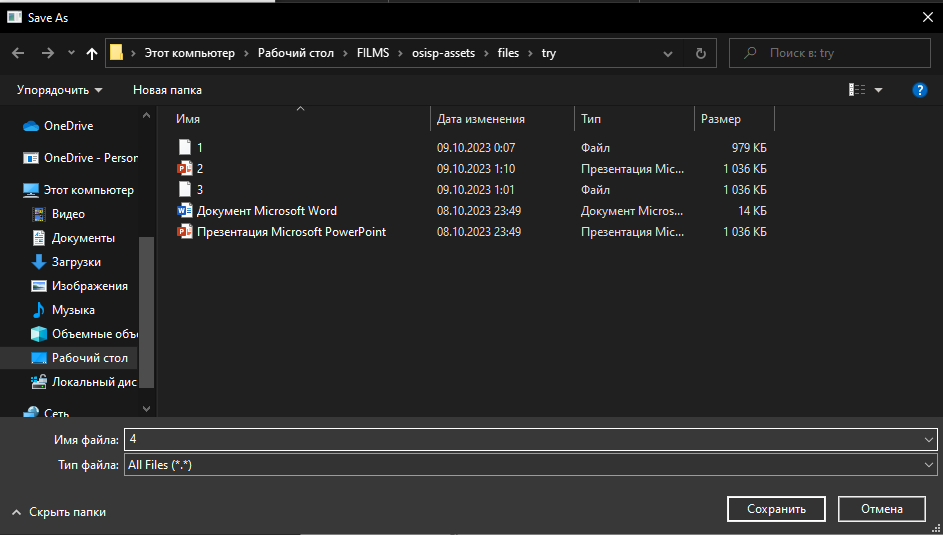 Save As
Этот компьютер › Рабочий стол › FILMS › osisp-assets › files › try
Поиск в: try
Упорядочить
Новая папка
?
Имя Дата изменения Тип Размер
1 09.10.2023 0:07 Файл 979 КБ
2 09.10.2023 1:10 Презентация Mic... 1 036 КБ
3 09.10.2023 1:01 Файл 1 036 КБ
Документ Microsoft Word 08.10.2023 23:49 Документ Micros... 14 КБ
Презентация Microsoft PowerPoint 08.10.2023 23:49 Презентация Mic... 1 036 КБ
OneDrive
OneDrive - Person
Этот компьютер
Видео
Документы
Загрузки
Изображения
Музыка
Объемные объе
Рабочий стол
Локальный дис
Сеть
Имя файла: 4
Тип файла: All Files (*.*)
Скрыть папки
Сохранить
Отмена